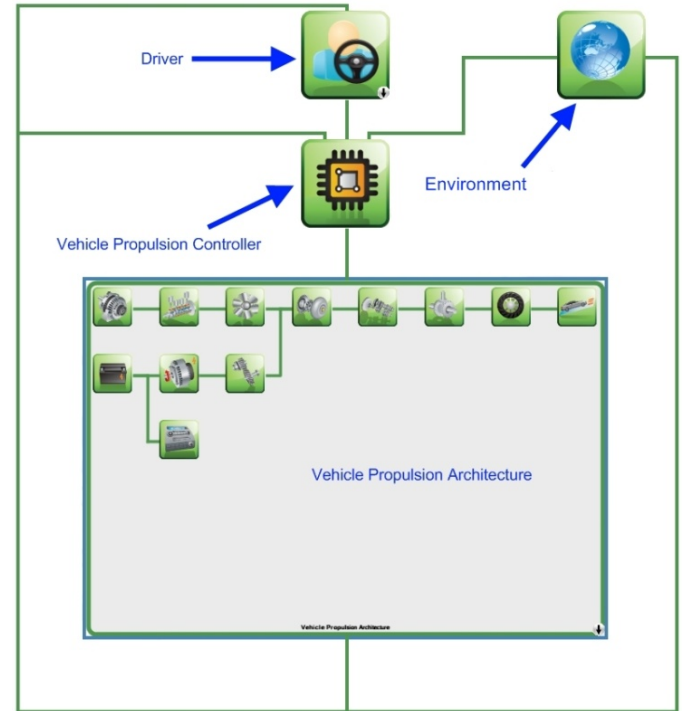 Driver
Environment
Vehicle Propulsion Controller
Vehicle Propulsion Architecture
Vehicle Propulsion Architecture